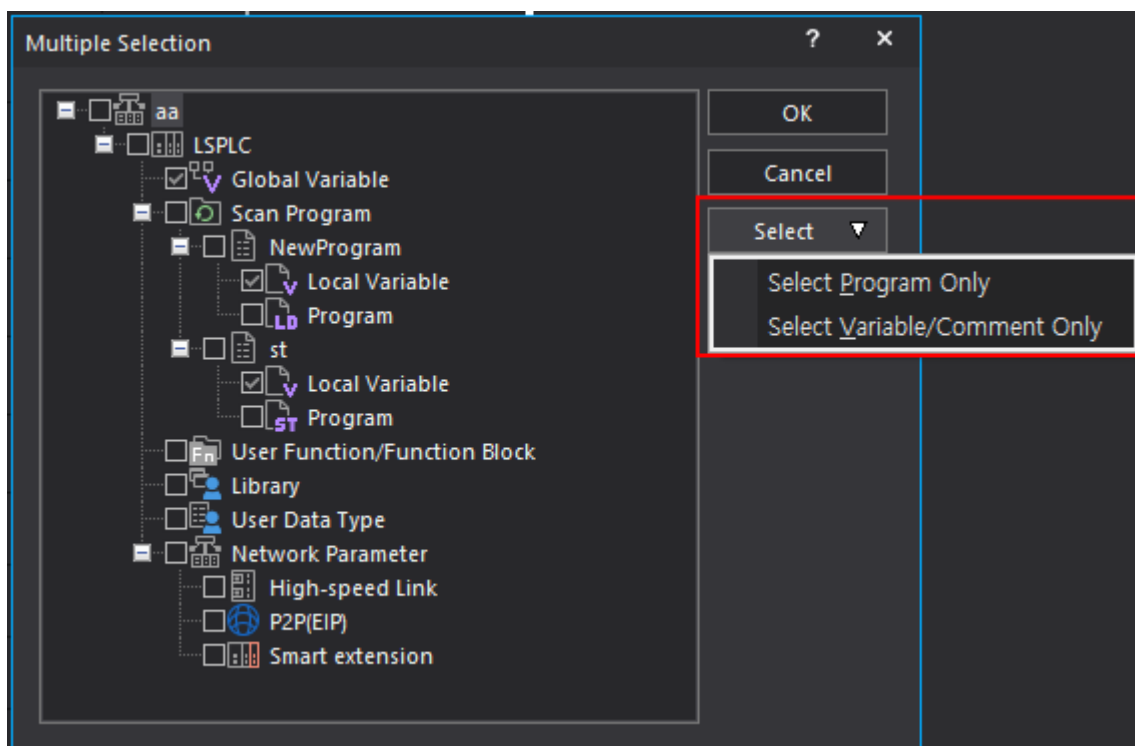 Multiple Selection
?
×
aa
LSPLC
Global Variable
Scan Program
NewProgram
Local Variable
LD Program
st
Local Variable
ST Program
Fn User Function/Function Block
Library
User Data Type
Network Parameter
High-speed Link
P2P(EIP)
Smart extension
OK
Cancel
Select
Select Program Only
Select Variable/Comment Only